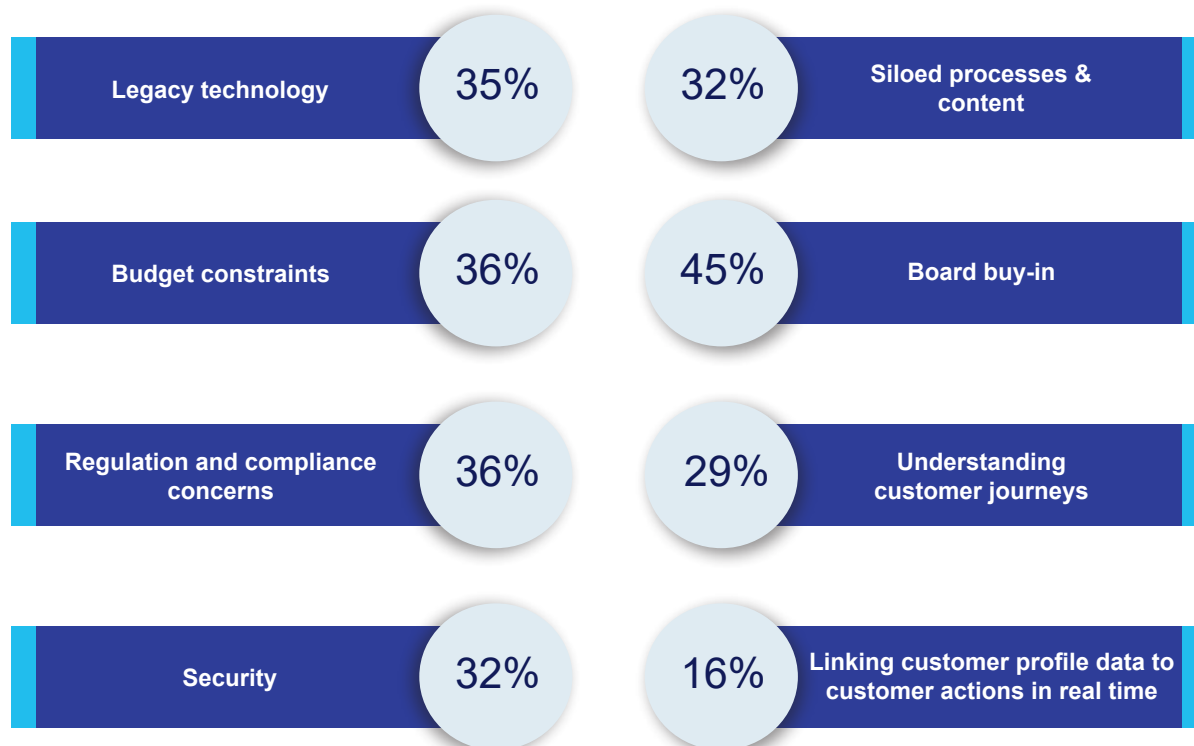 Legacy technology
35%
32%
Siloed processes &
content
Budget constraints
36%
45%
Board buy-in
Regulation and compliance
concerns
36%
29%
Understanding
customer journeys
Security
32%
16%
Linking customer profile data to
customer actions in real time